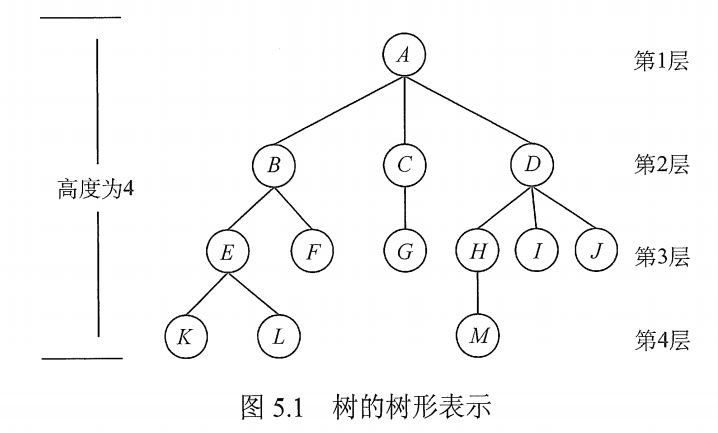 A 第1层
B C D 第2层
高度为4
E F G H I J 第3层
K L M 第4层
图 5.1 树的树形表示